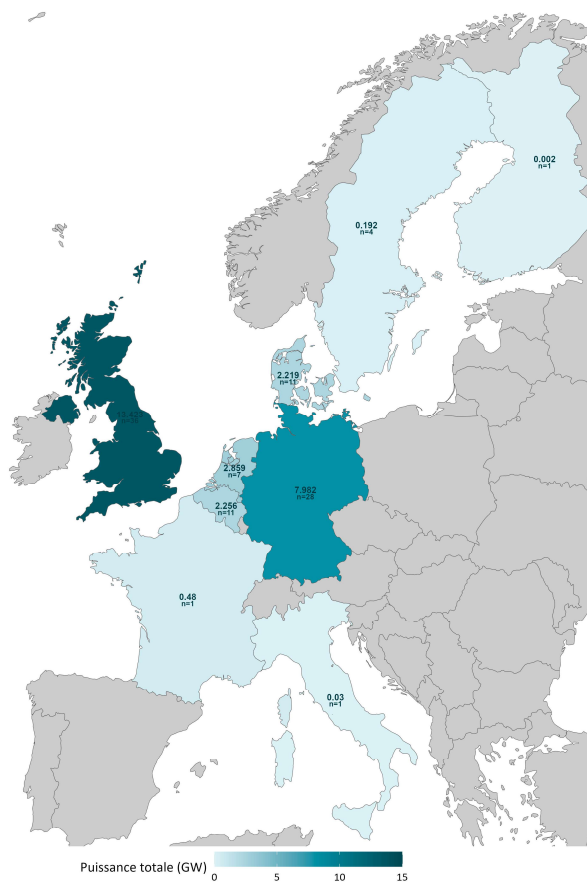 0.002
n=1
0.192
n=4
2.219
n=11
2.859
n=7
7.982
n=28
2.256
n=11
0.48
n=1
0.03
n=1
Puissance totale (GW)
0 5 10 15